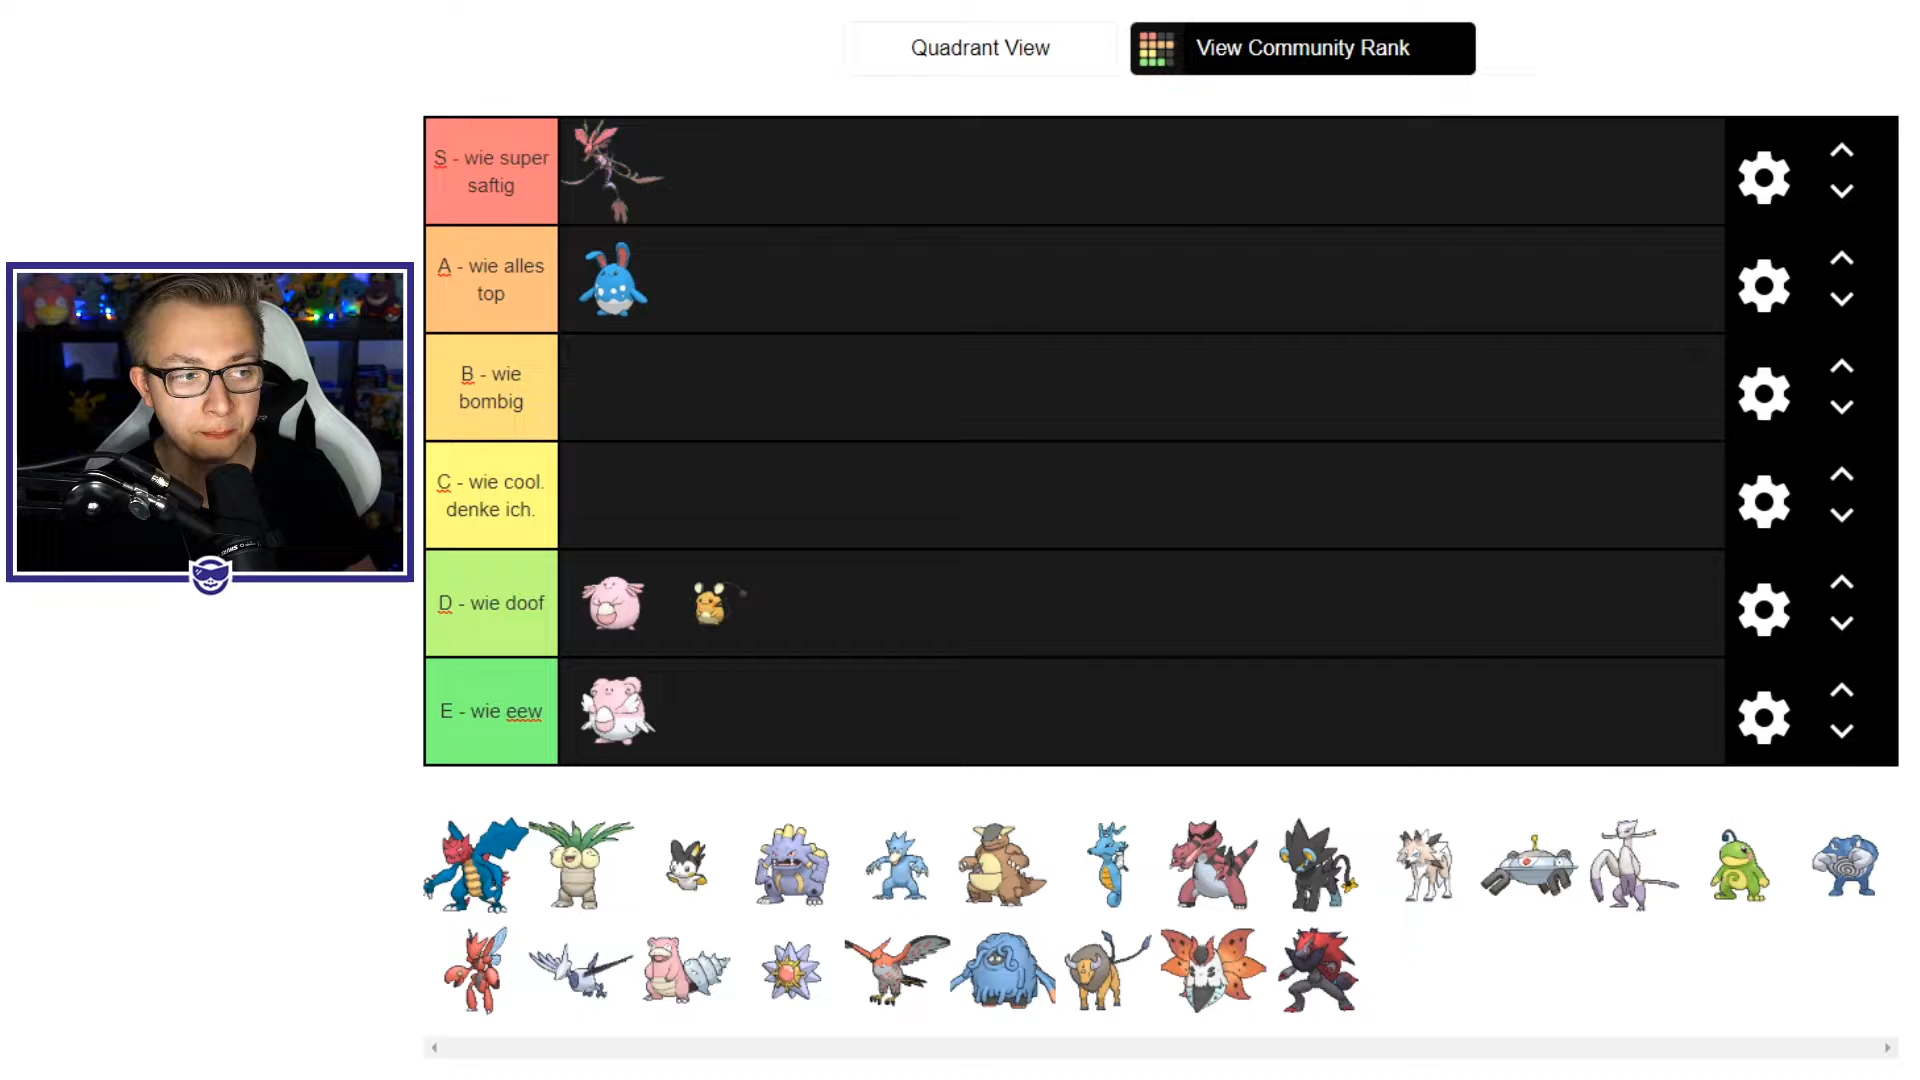 Quadrant View
View Community Rank
S - wie super
saftig
A - wie alles
top
B - wie
bombig
C - wie cool.
denke ich.
D - wie doof
E - wie eew